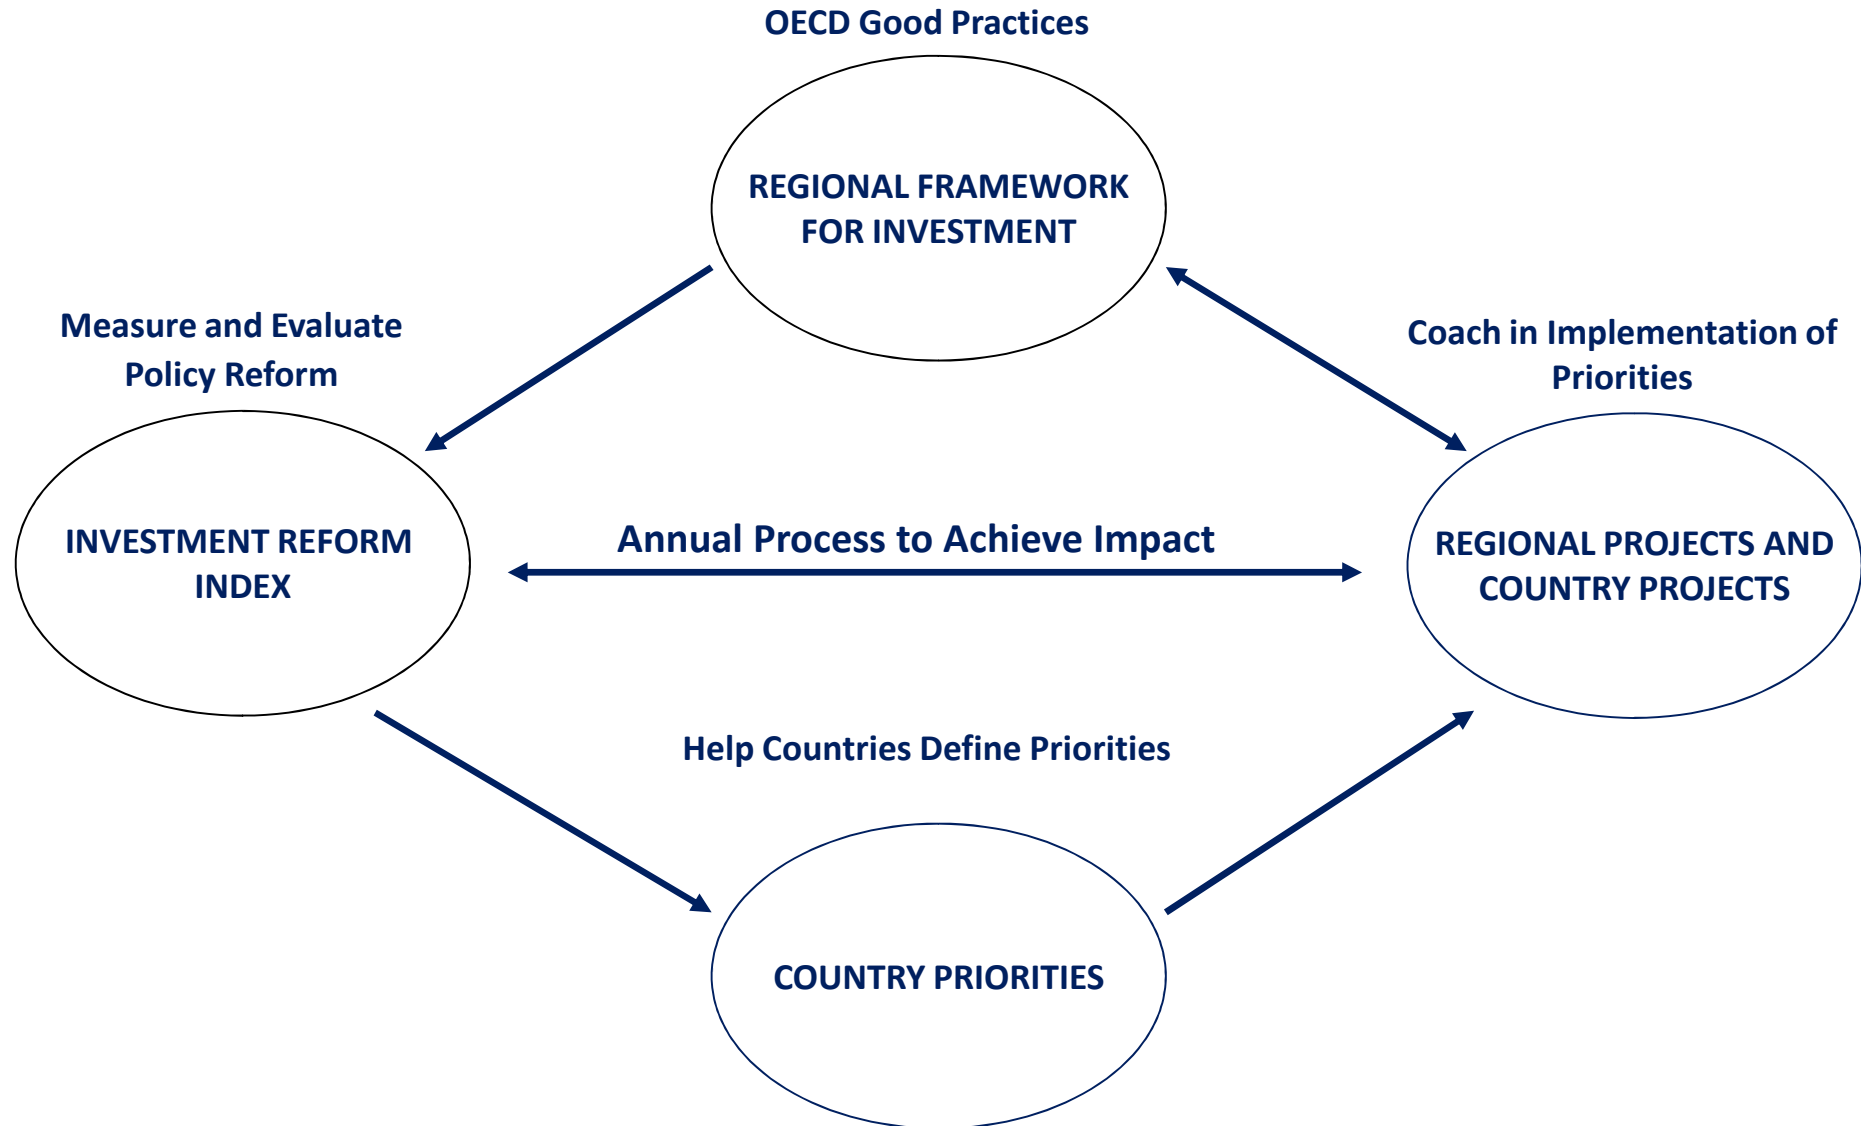 OECD Good Practices
REGIONAL FRAMEWORK
FOR INVESTMENT
Measure and Evaluate
Policy Reform
Coach in Implementation of
Priorities
INVESTMENT REFORM
INDEX
Annual Process to Achieve Impact
REGIONAL PROJECTS AND
COUNTRY PROJECTS
Help Countries Define Priorities
COUNTRY PRIORITIES